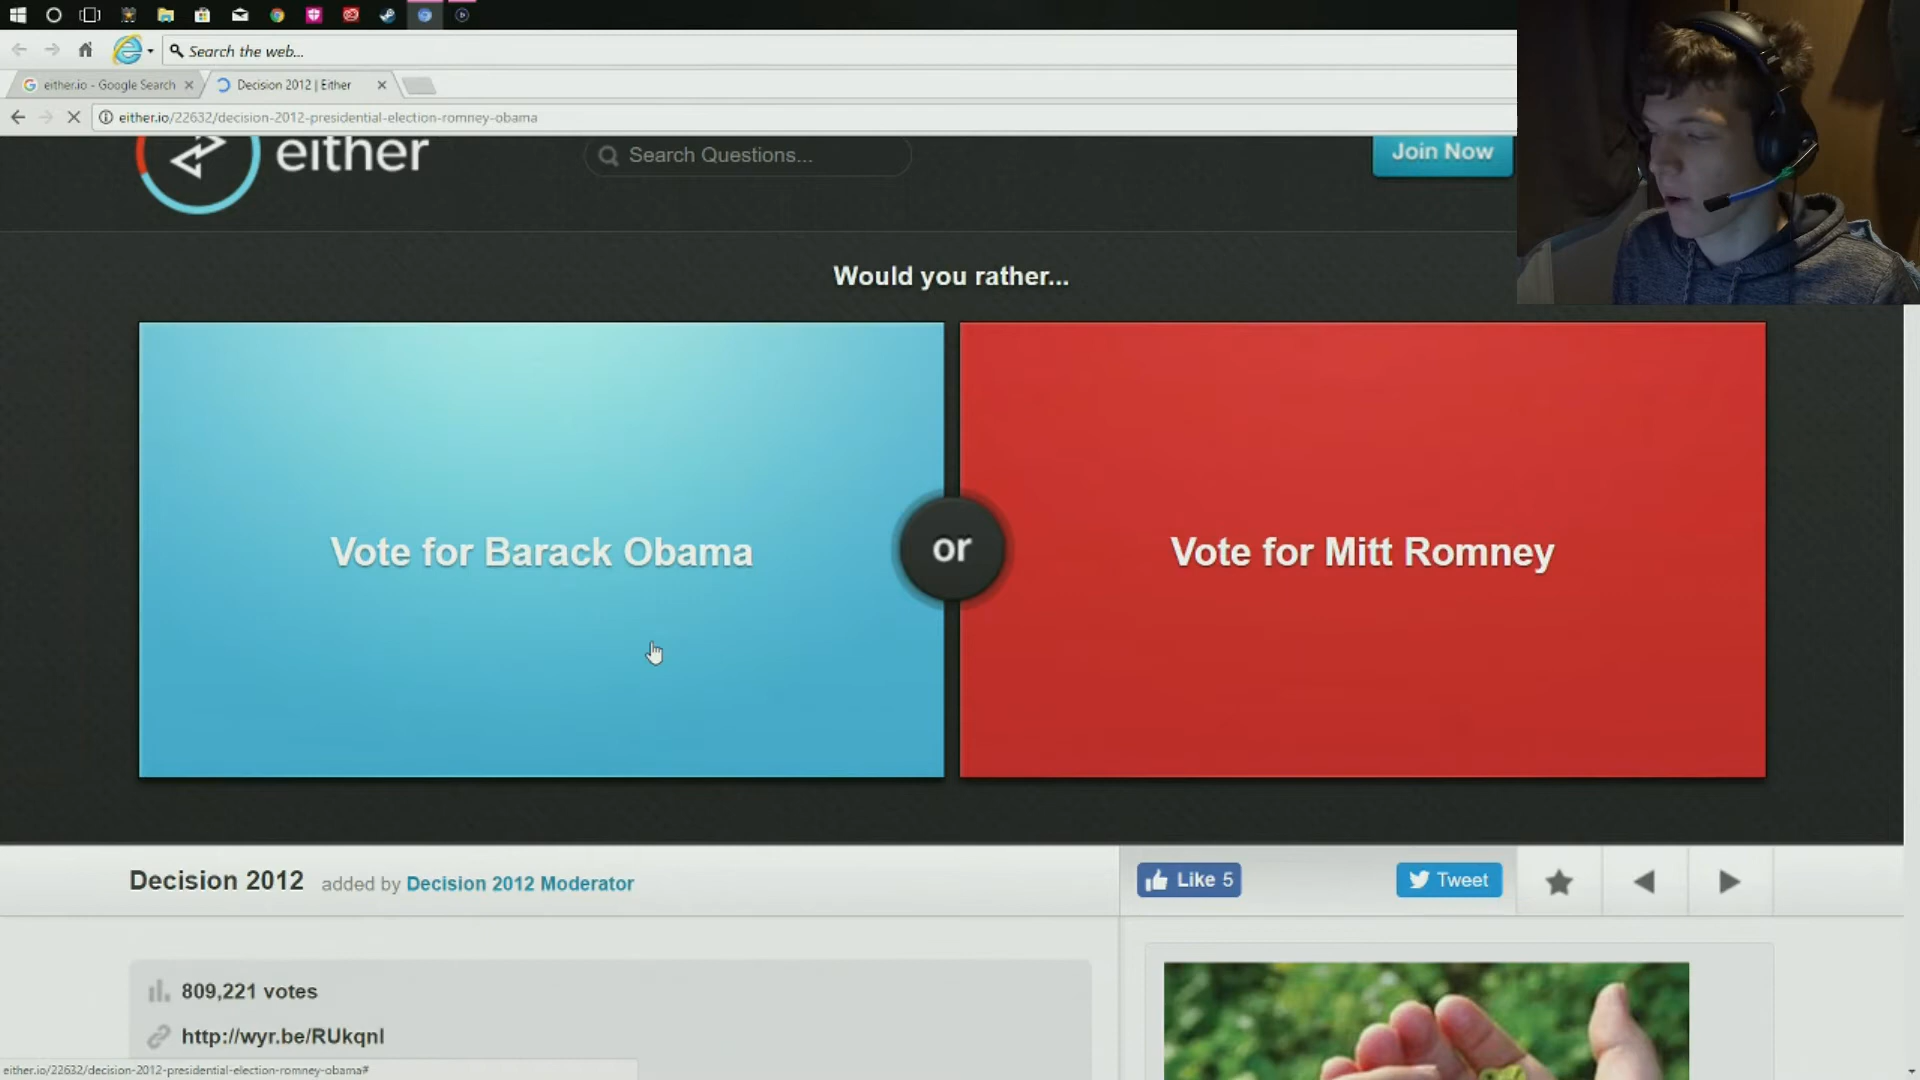 Search the web...
either.io - Google Search
Decision 2012 | Either
either.io/22632/decision-2012-presidential-election-romney-obama
either
Search Questions...
Join Now
Would you rather...
Vote for Barack Obama
or
Vote for Mitt Romney
Decision 2012 added by Decision 2012 Moderator
Like 5
Tweet
809,221 votes
http://wyr.be/RUkqnl
either.io/22632/decision-2012-presidential-election-romney-obama#